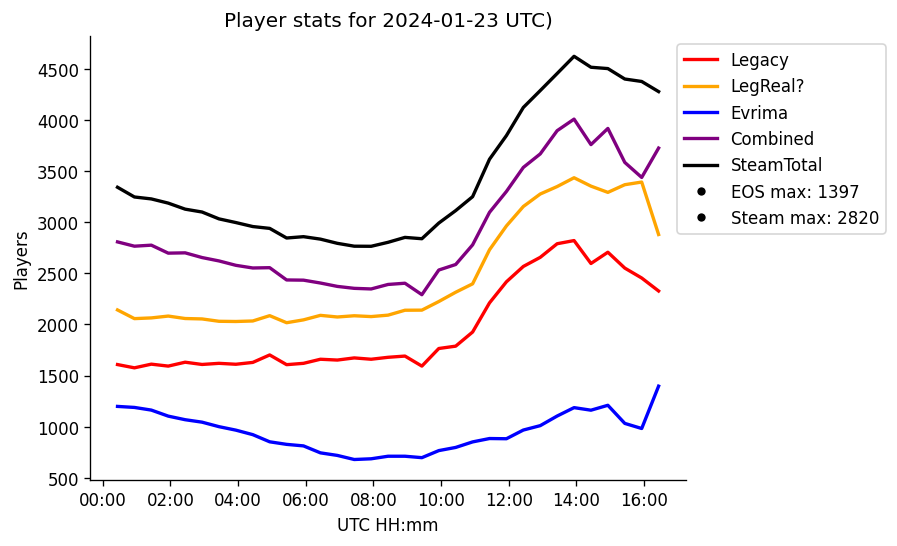 Player stats for 2024-01-23 UTC)
Legacy
LegReal?
Evrima
Combined
SteamTotal
EOS max: 1397
Steam max: 2820
Players
4500
4000
3500
3000
2500
2000
1500
1000
500
00:00 02:00 04:00 06:00 08:00 10:00 12:00 14:00 16:00
UTC HH:mm